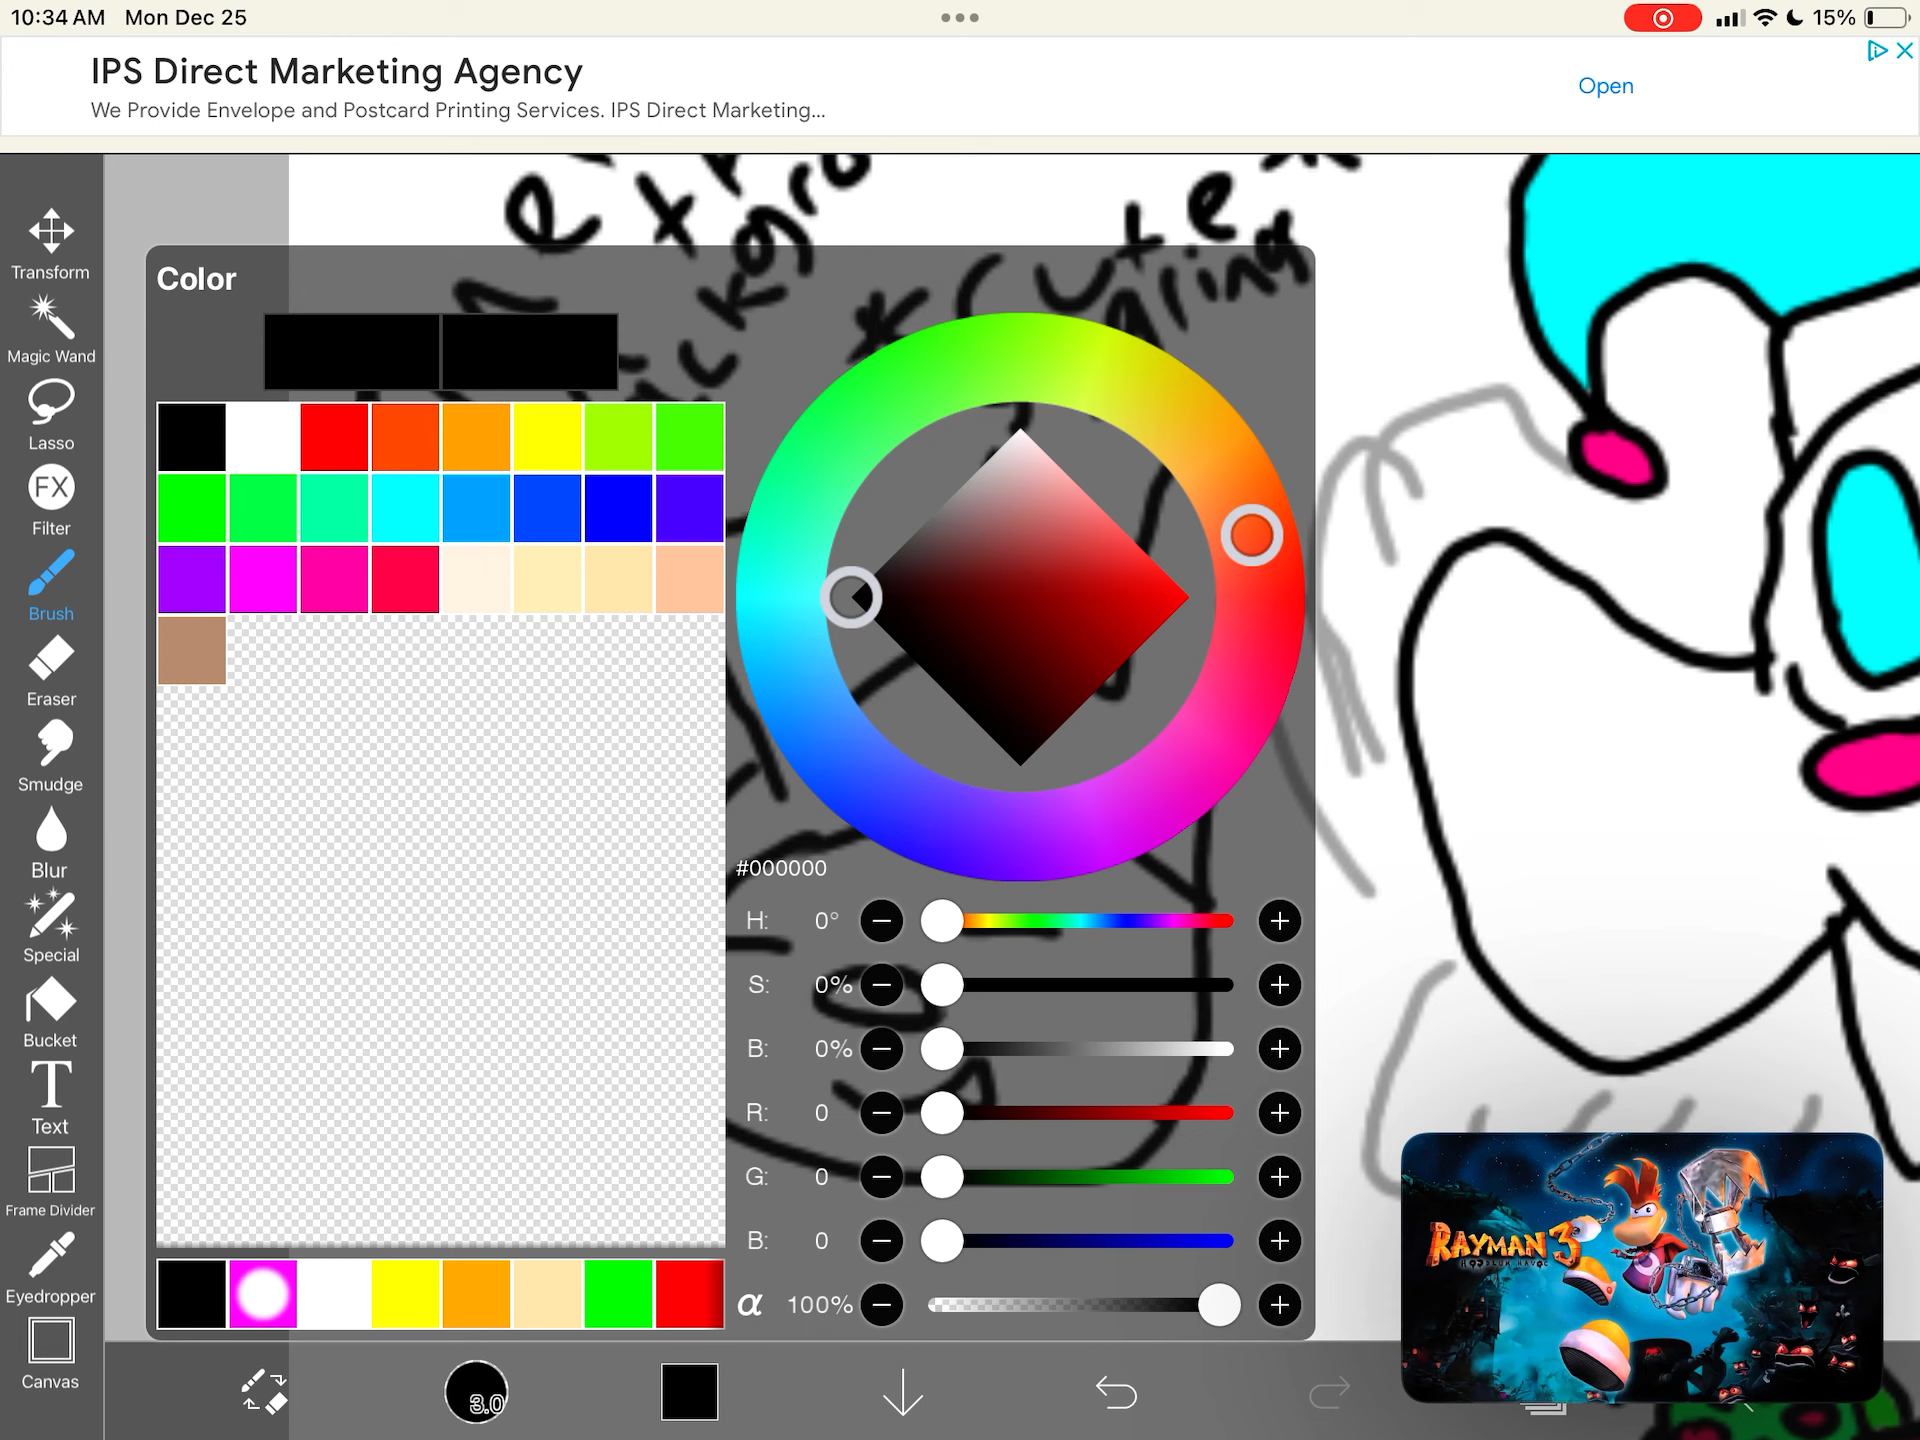 10:34 AM Mon Dec 25
15%
IPS Direct Marketing Agency
We Provide Envelope and Postcard Printing Services. IPS Direct Marketing...
Open
Transform
Magic Wand
Lasso
FX
Filter
Brush
Eraser
Smudge
Blur
Special
Bucket
T
Text
Frame Divider
Eyedropper
Canvas
Color
#000000
H: 0°
S: 0%
B: 0%
R: 0
G: 0
B: 0
α 100%
3.0
RAYMAN 3
HOODLUM HAVOC